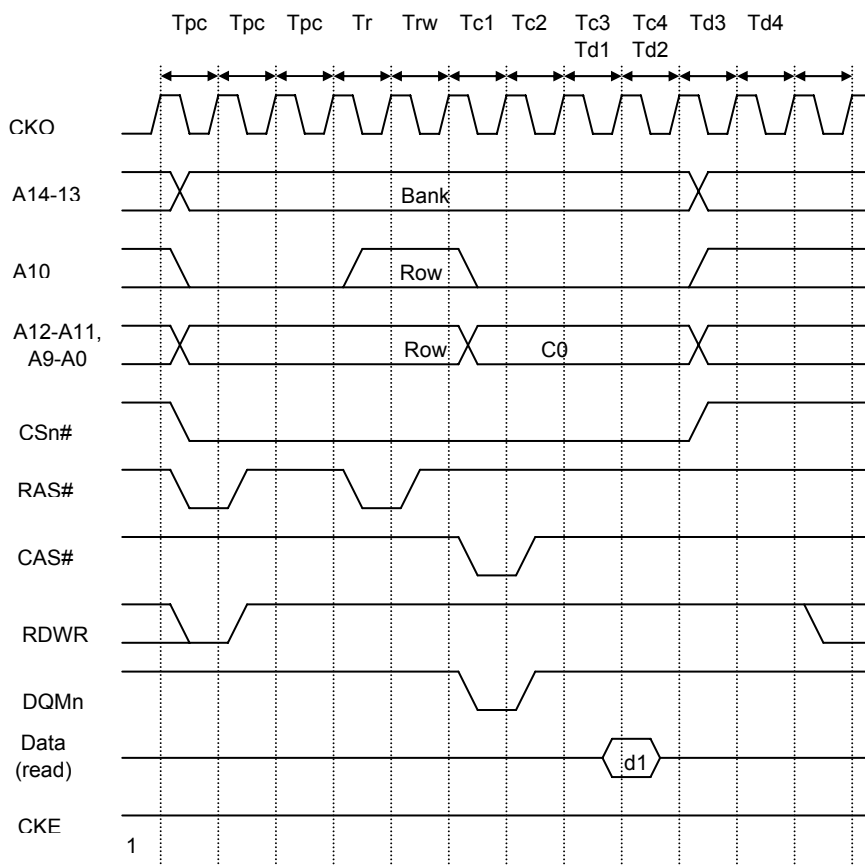 Tpc Tpc Tpc Tr Trw Tc1 Tc2 Tc3 Tc4 Td3 Td4
Td1 Td2
CKO
A14-13 Bank
A10 Row
A12-A11,
A9-A0 Row C0
CSn#
RAS#
CAS#
RDWR
DQMn
Data
(read) d1
CKE
1